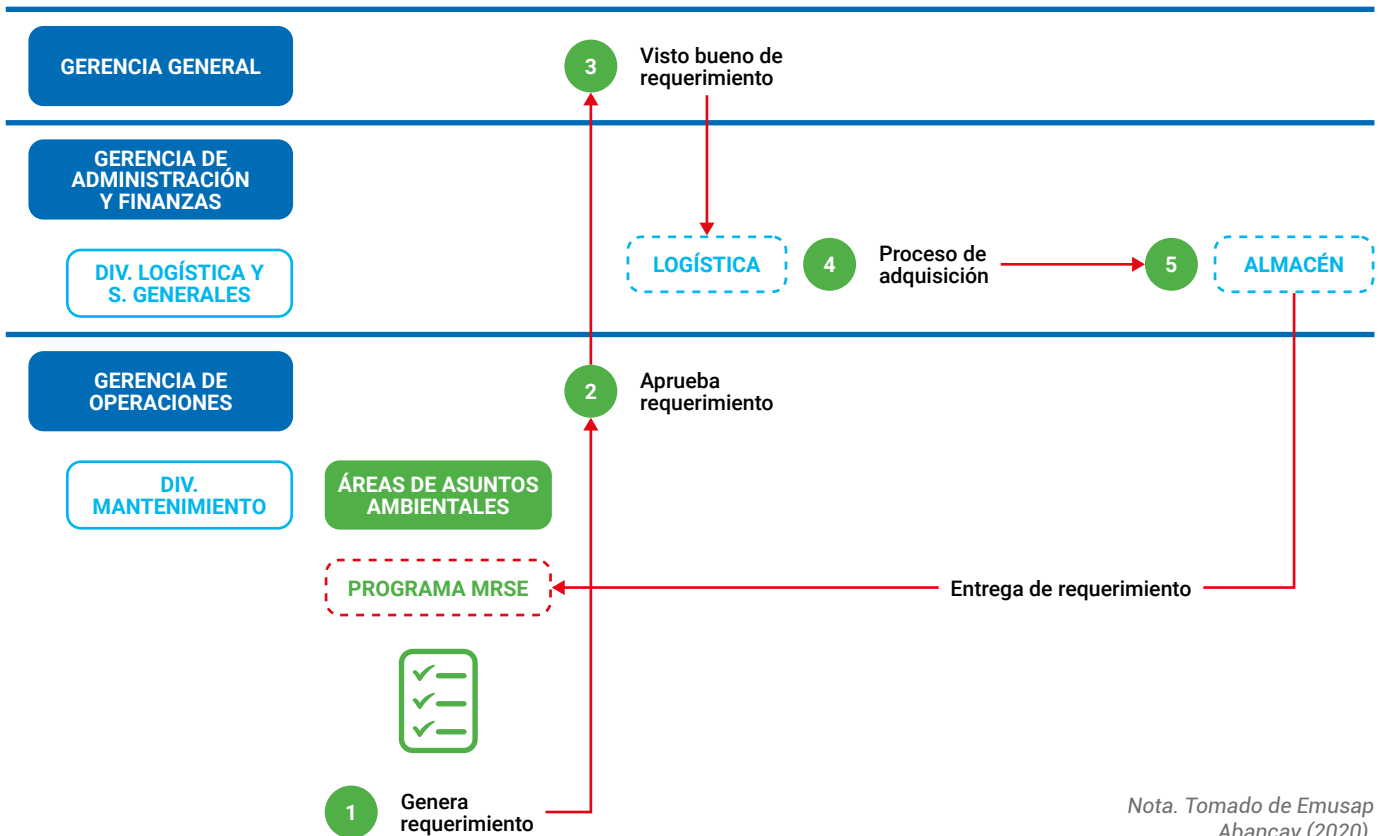 GERENCIA GENERAL
3
Visto bueno de
requerimiento
GERENCIA DE
ADMINISTRACIÓN
Y FINANZAS
DIV. LOGÍSTICA Y
S. GENERALES
LOGÍSTICA
4
Proceso de
adquisición
5
ALMACÉN
GERENCIA DE
OPERACIONES
2
Aprueba
requerimiento
DIV.
MANTENIMIENTO
ÁREAS DE ASUNTOS
AMBIENTALES
PROGRAMA MRSE
Entrega de requerimiento
1
Genera
requerimiento
Nota. Tomado de Emusap
Abancay (2020).